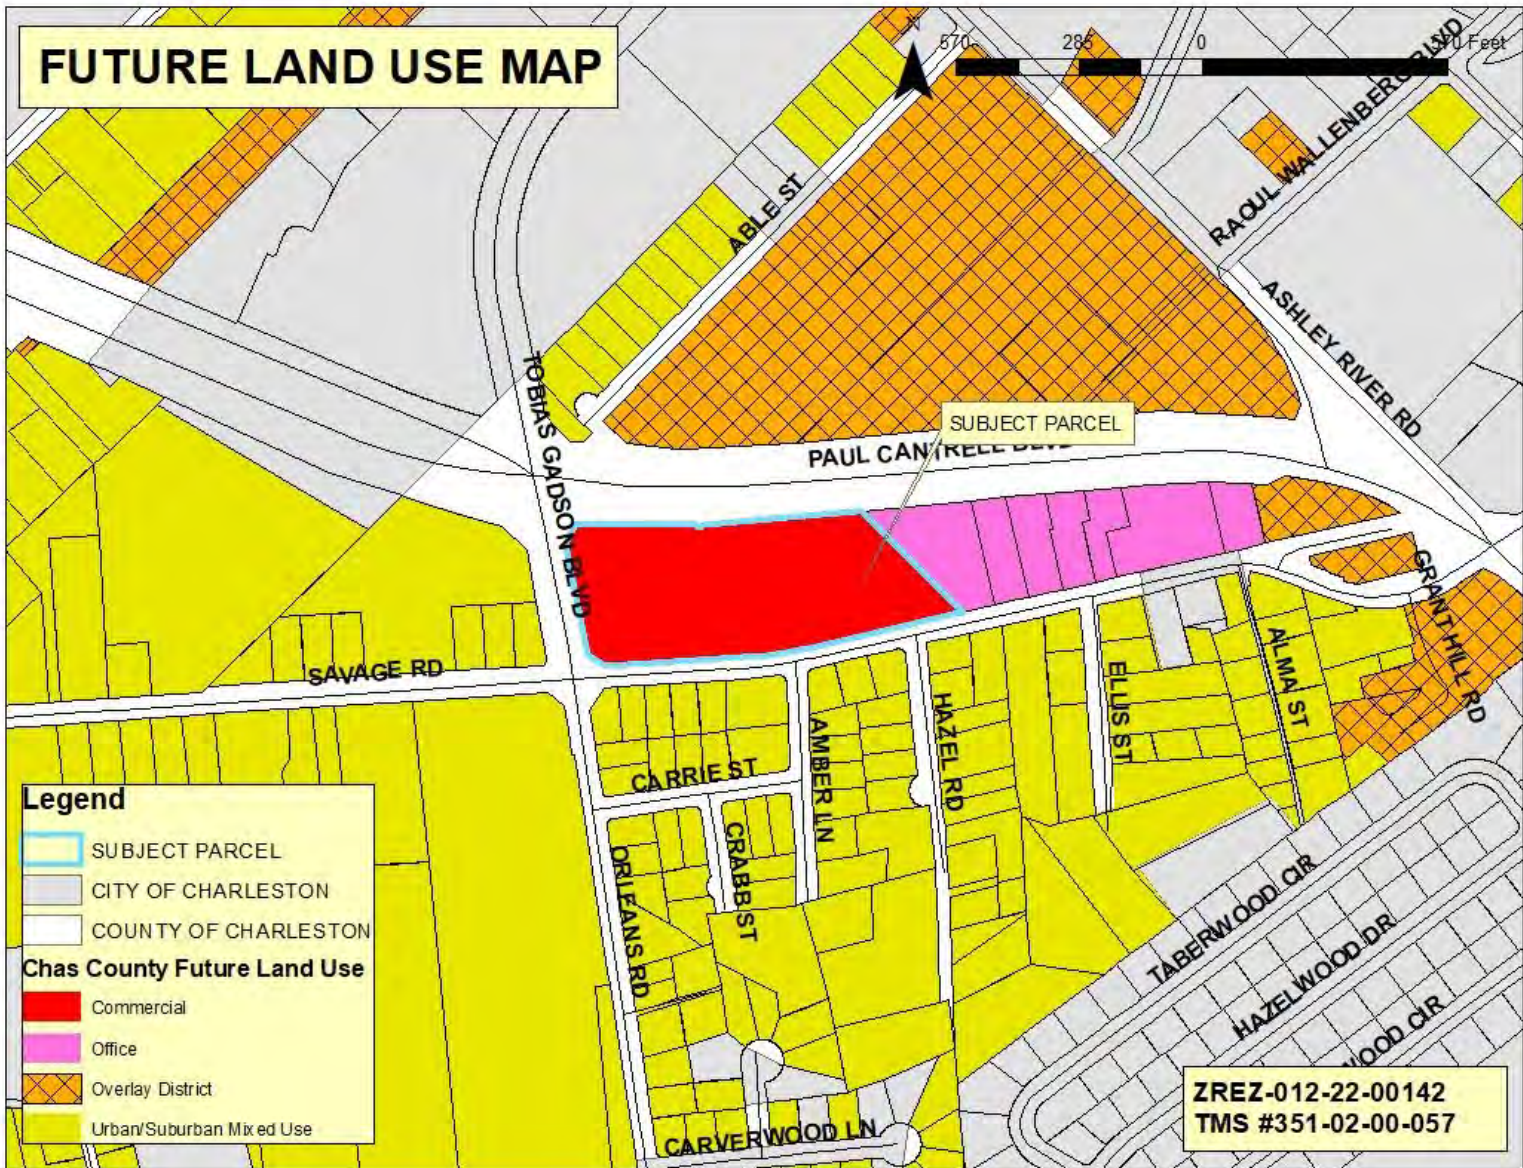 FUTURE LAND USE MAP
570
285
0
570 Feet
RAOUL WALLENBERG BLVD
ABLE ST
ASHLEY RIVER RD
TOBIAS GADSON BLVD
SUBJECT PARCEL
PAUL CANTRELL BLVD
SAVAGE RD
GRANT HILL RD
ALMA ST
ELLIS ST
HAZEL RD
AMBER LN
CARRIE ST
CRABB ST
ORLEANS RD
TABERWOOD CIR
HAZELWOOD DR
WOOD CIR
CARVERWOOD LN
Legend
SUBJECT PARCEL
CITY OF CHARLESTON
COUNTY OF CHARLESTON
Chas County Future Land Use
Commercial
Office
Overlay District
Urban/Suburban Mixed Use
ZREZ-012-22-00142
TMS #351-02-00-057